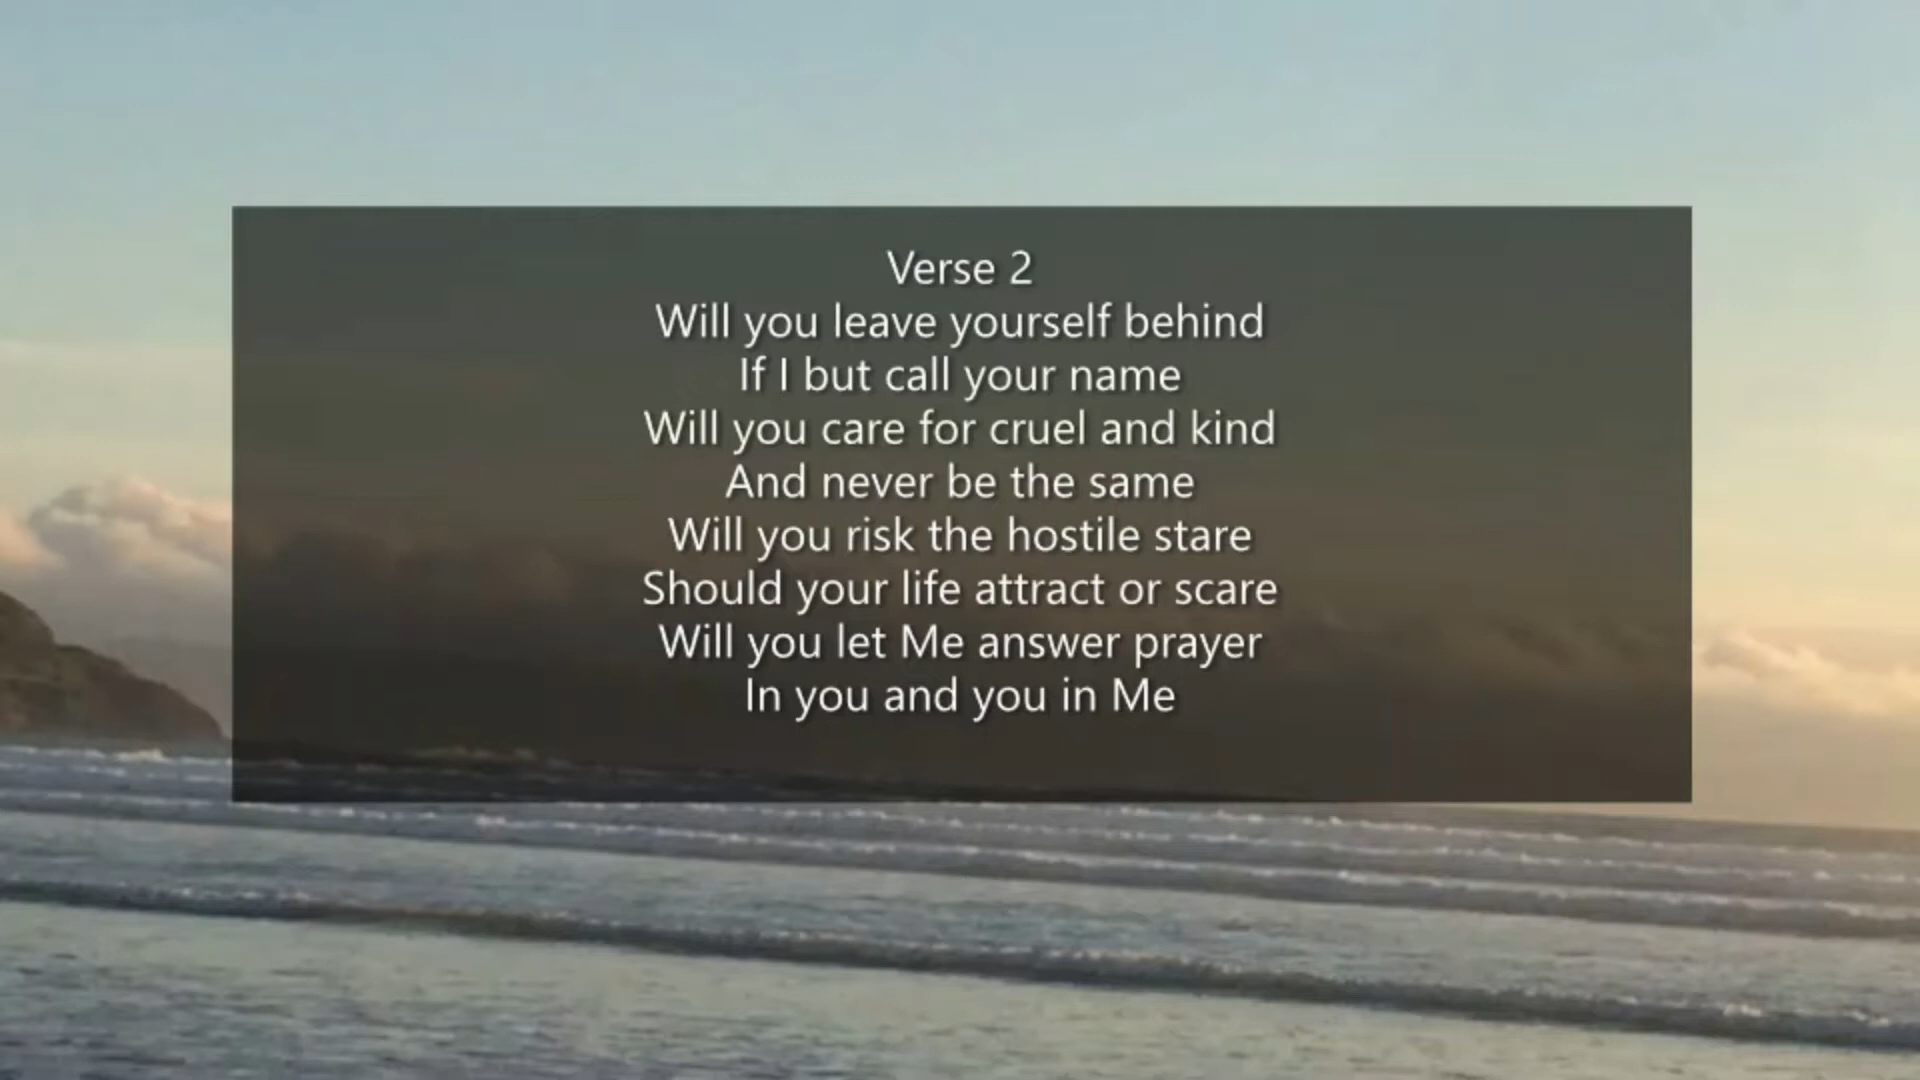 Verse 2
Will you leave yourself behind
If I but call your name
Will you care for cruel and kind
And never be the same
Will you risk the hostile stare
Should your life attract or scare
Will you let Me answer prayer
In you and you in Me